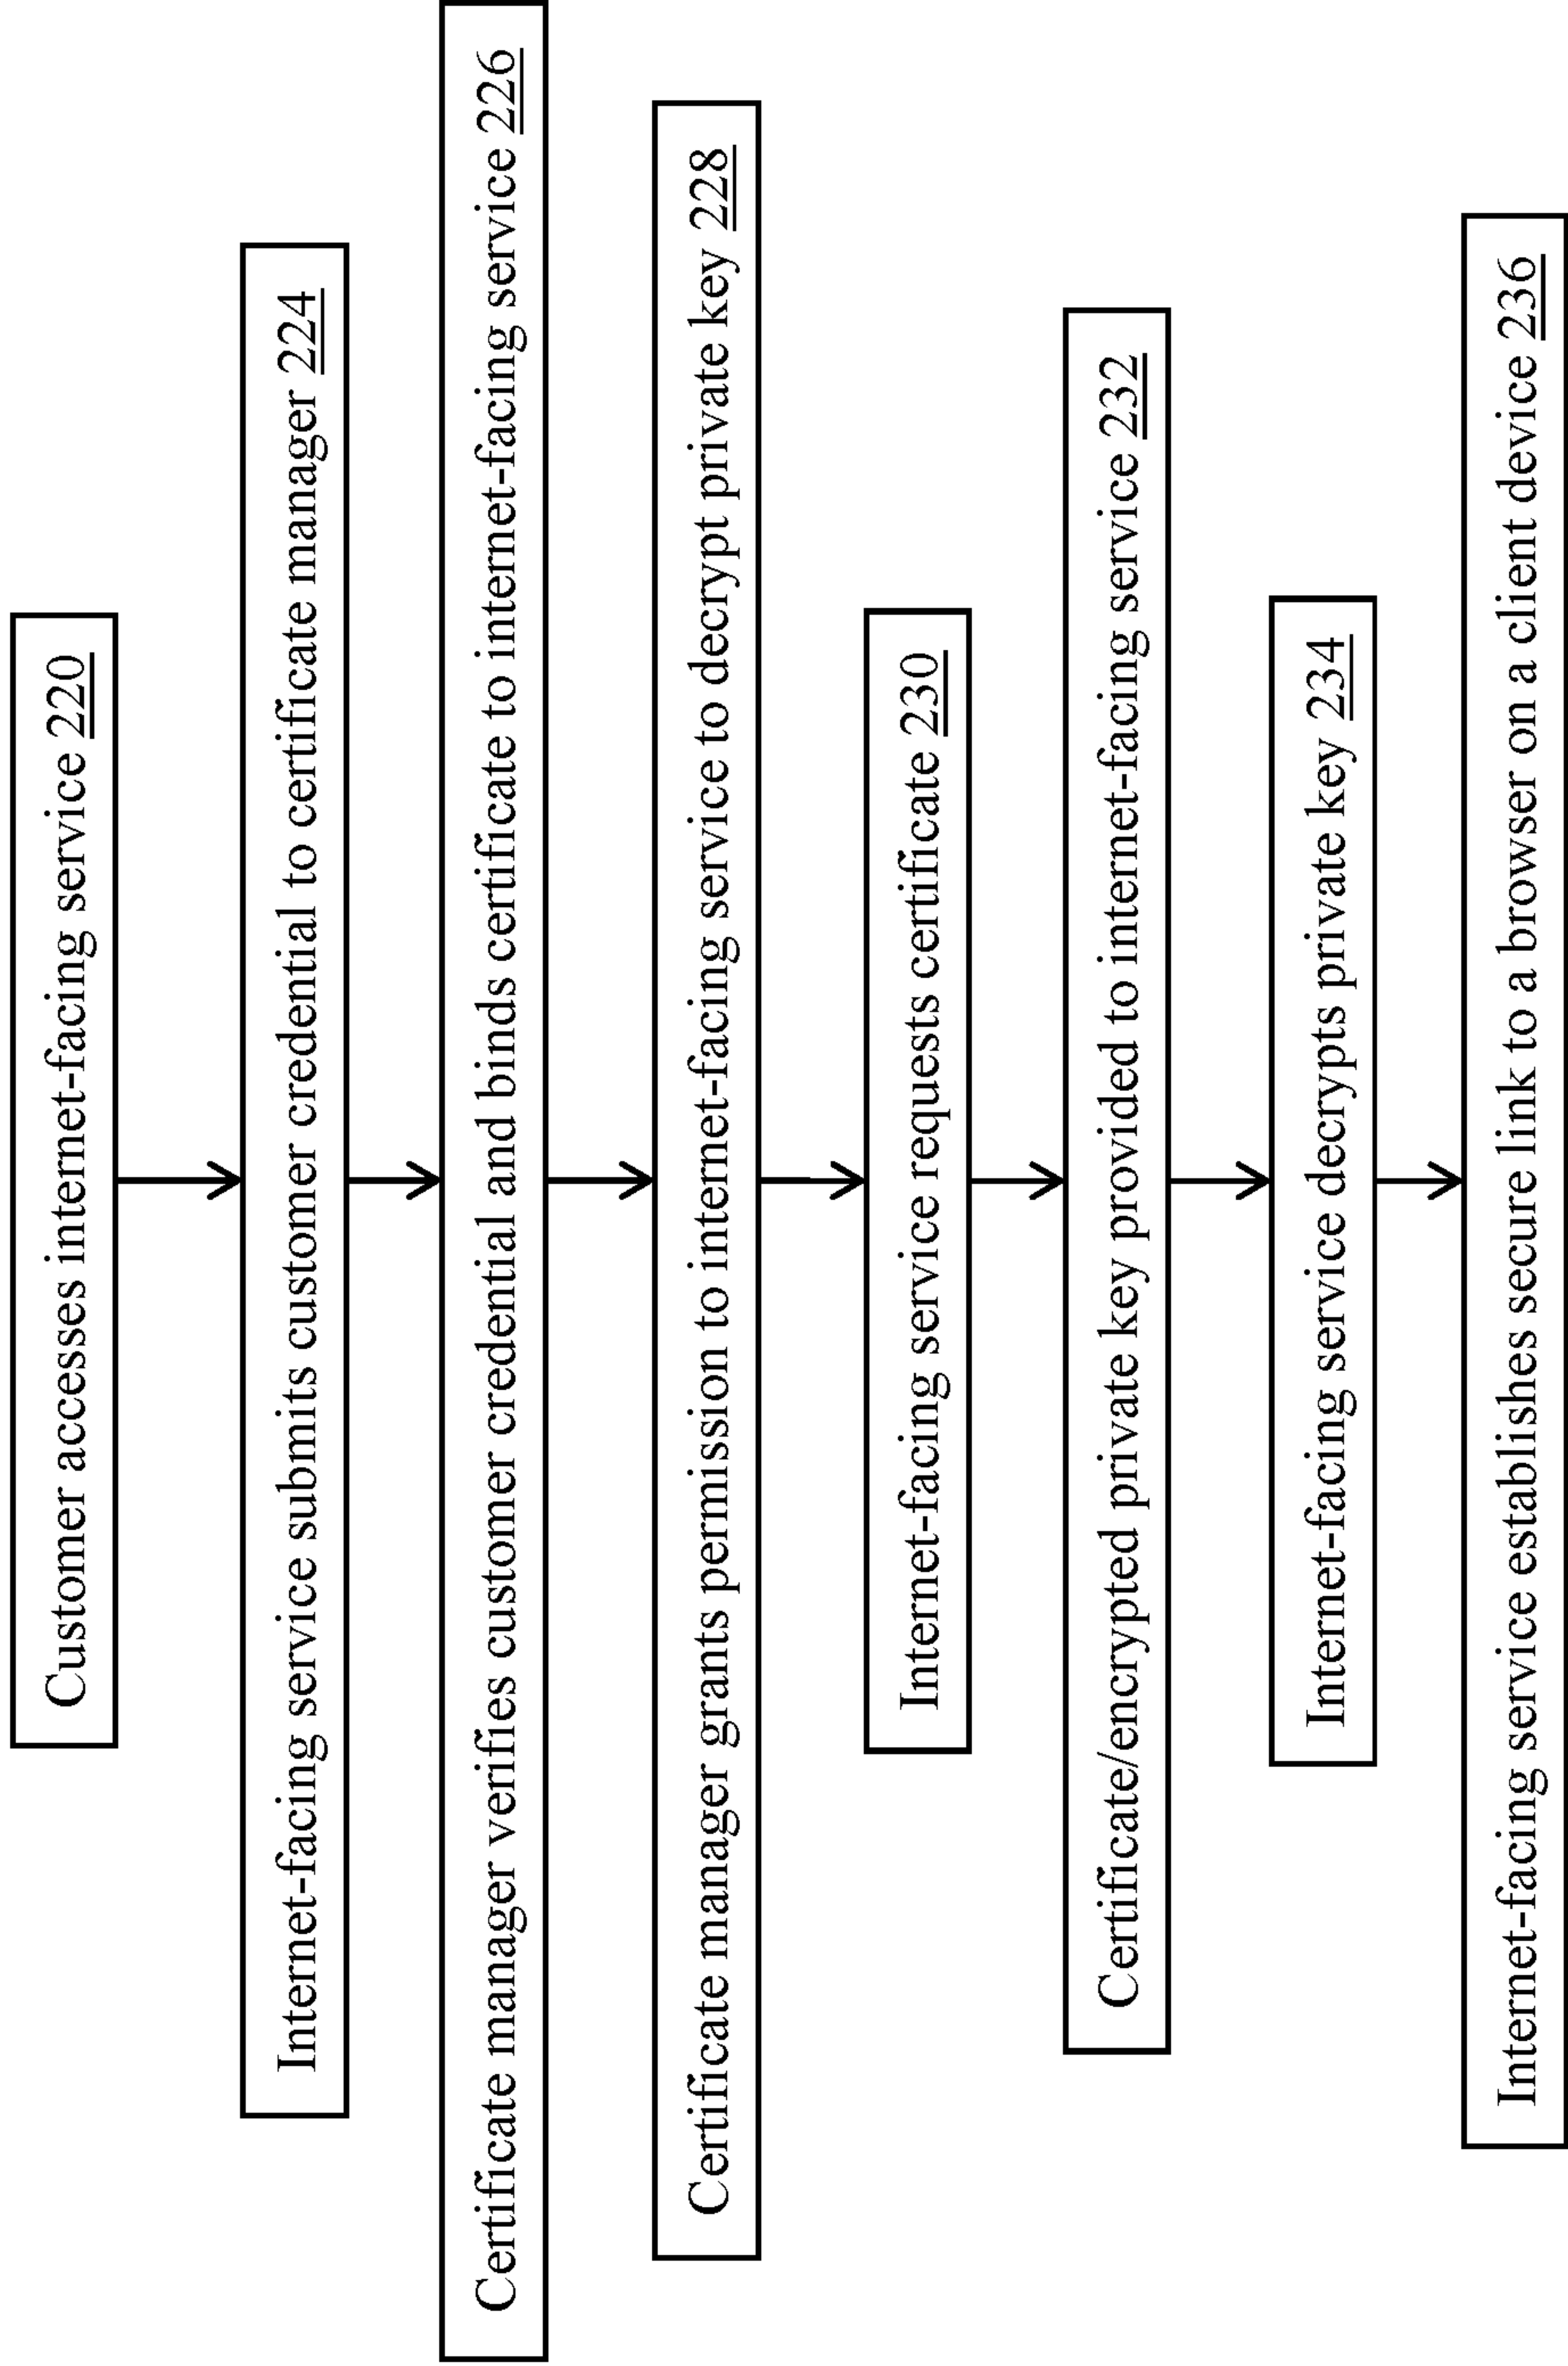 Customer accesses internet-facing service 220
Internet-facing service submits customer credential to certificate manager 224
Certificate manager verifies customer credential and binds certificate to internet-facing service 226
Certificate manager grants permission to internet-facing service to decrypt private key 228
Internet-facing service requests certificate 230
Certificate/encrypted private key provided to internet-facing service 232
Internet-facing service decrypts private key 234
Internet-facing service establishes secure link to a browser on a client device 236